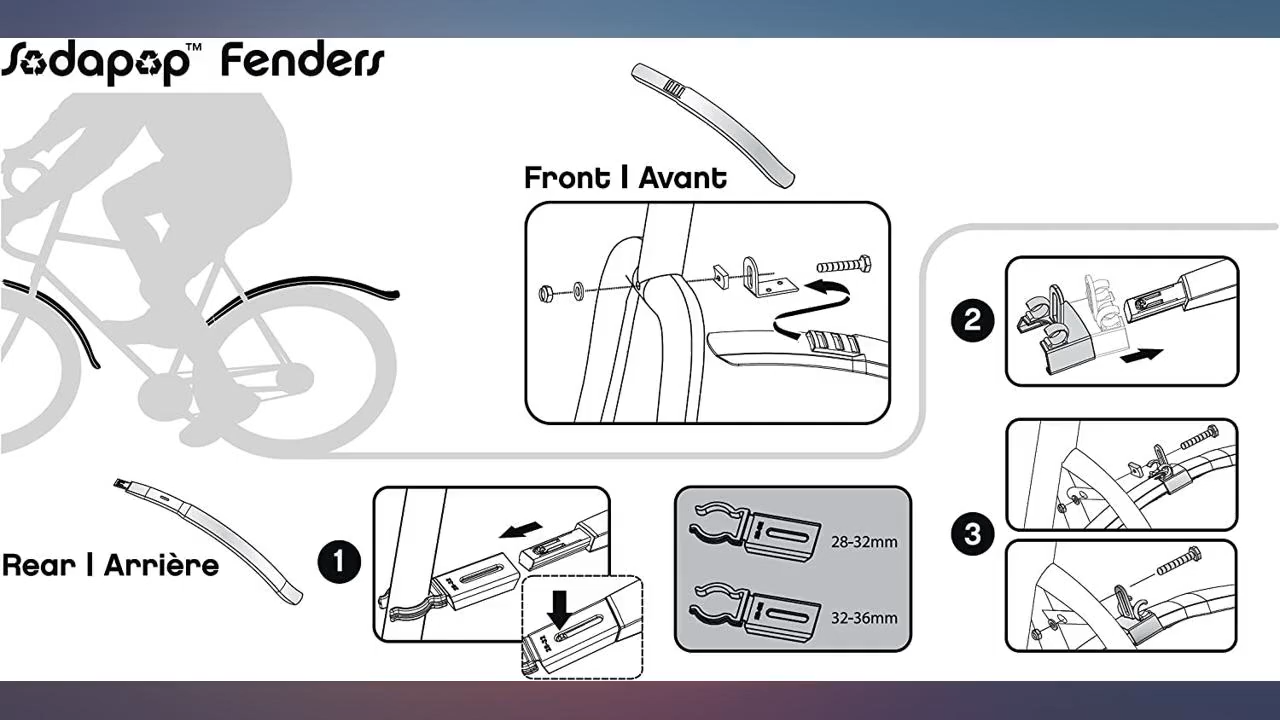 Sodapop™ Fenders
Front | Avant
2
3
Rear | Arrière
1
28-32mm
32-36mm